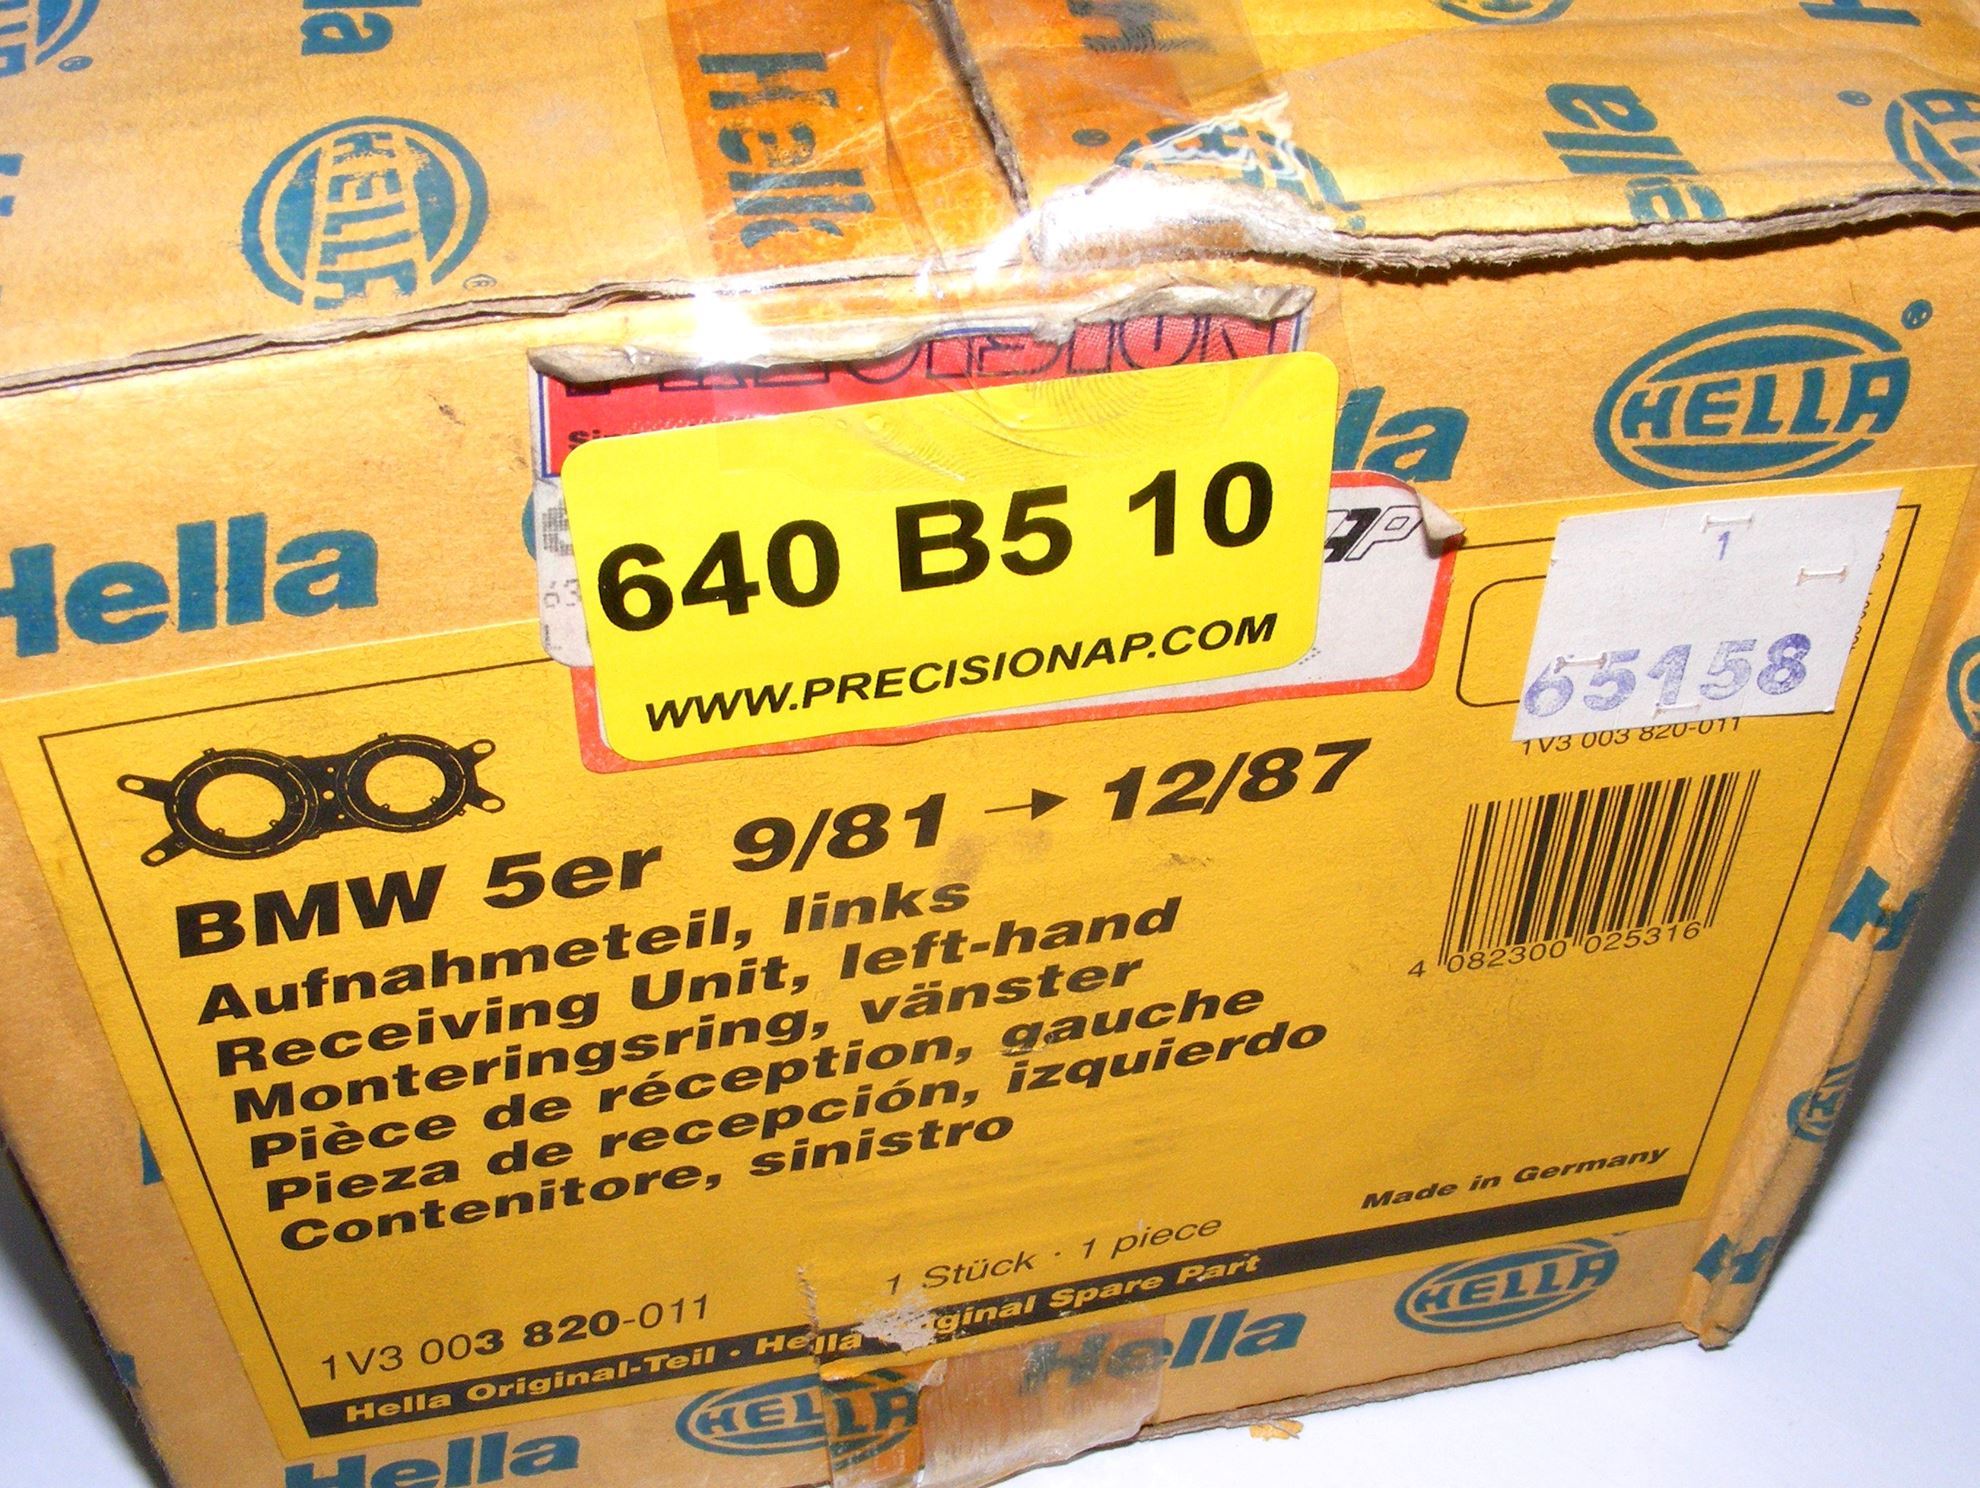 Hella
HELLA
Hella
HELLA
PRECISION
640 B5 10
WWW.PRECISIONAP.COM
1
65158
1V3 003 820-011
BMW 5er 9/81 → 12/87
Aufnahmeteil, links
Receiving Unit, left-hand
Monteringsring, vänster
Pièce de réception, gauche
Pieza de recepción, izquierdo
Contenitore, sinistro
4 082300 025316
Made in Germany
1 Stück · 1 piece
1V3 003 820-011
Hella Original-Teil · Hella Original Spare Part
HELLA
Hella
HELLA
Hella